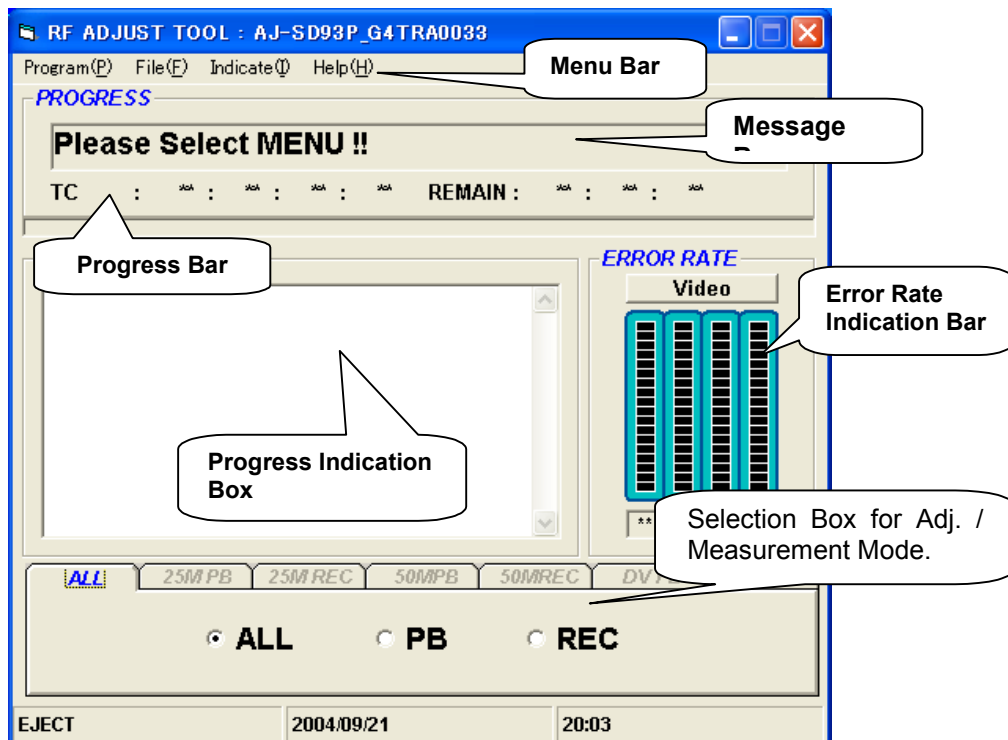 RF ADJUST TOOL : AJ-SD93P_G4TRA0033
Program(P) File(F) Indicate(I) Help(H)
Menu Bar
PROGRESS
Please Select MENU !!
Message
TC : ** : ** : ** : ** REMAIN : ** : ** : **
Progress Bar
ERROR RATE
Video
Error Rate
Indication Bar
Progress Indication
Box
**
Selection Box for Adj. /
Measurement Mode.
ALL 25M PB 25M REC 50MPB 50MREC DV
ALL PB REC
EJECT 2004/09/21 20:03